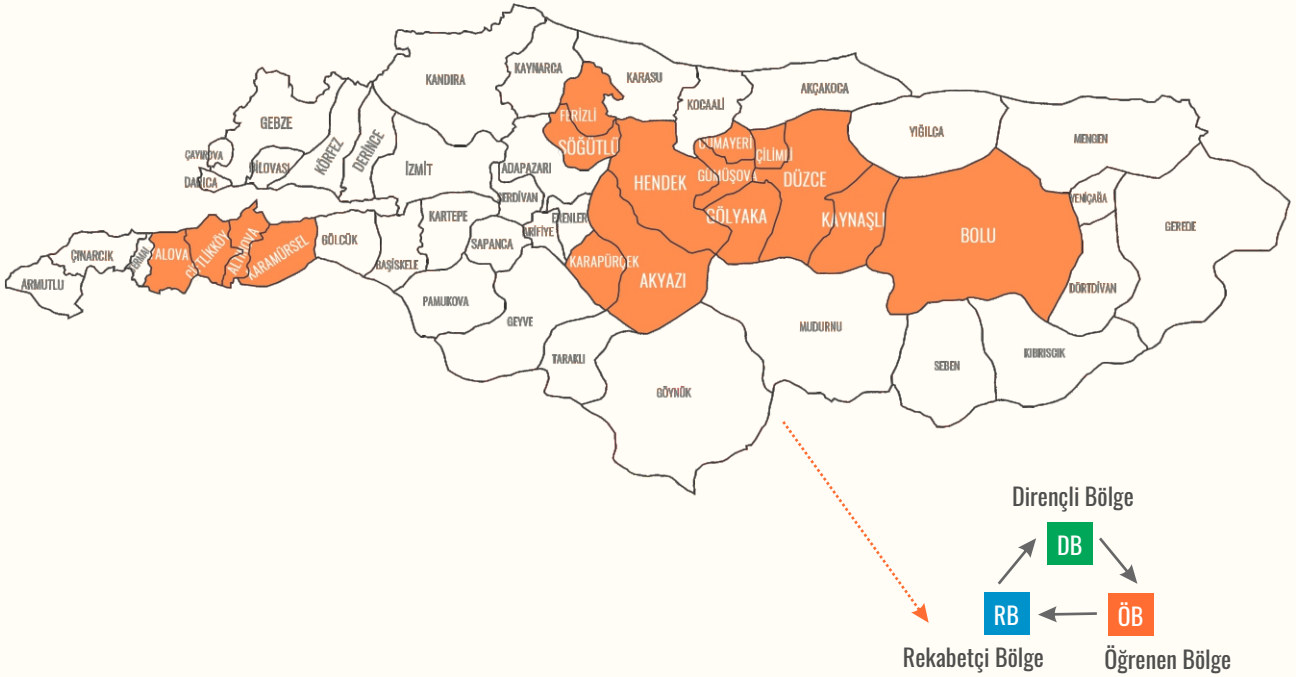 KANDIRA
KAYNARCA
KARASU
KOCAALİ
AKÇAKOCA
YIĞILCA
MENGEN
GEBZE
ÇAYIROVA
DİLOVASI
DARICA
KÖRFEZ
DERİNCE
İZMİT
FERİZLİ
SÖĞÜTLÜ
ADAPAZARI
SERDİVAN
ERENLER
ARİFİYE
HENDEK
CUMAYERİ
ÇİLİMLİ
GÜMÜŞOVA
DÜZCE
GÖLYAKA
KAYNAŞLI
BOLU
YENİÇAĞA
GEREDE
DÖRTDİVAN
ÇINARCIK
ARMUTLU
TERMAL
YALOVA
ÇİFTLİKKÖY
ALTINOVA
KARAMÜRSEL
GÖLCÜK
BAŞİSKELE
KARTEPE
SAPANCA
KARAPÜRÇEK
AKYAZI
PAMUKOVA
GEYVE
TARAKLI
GÖYNÜK
MUDURNU
SEBEN
KIBRISCIK
Dirençli Bölge
DB
RB
ÖB
Rekabetçi Bölge
Öğrenen Bölge